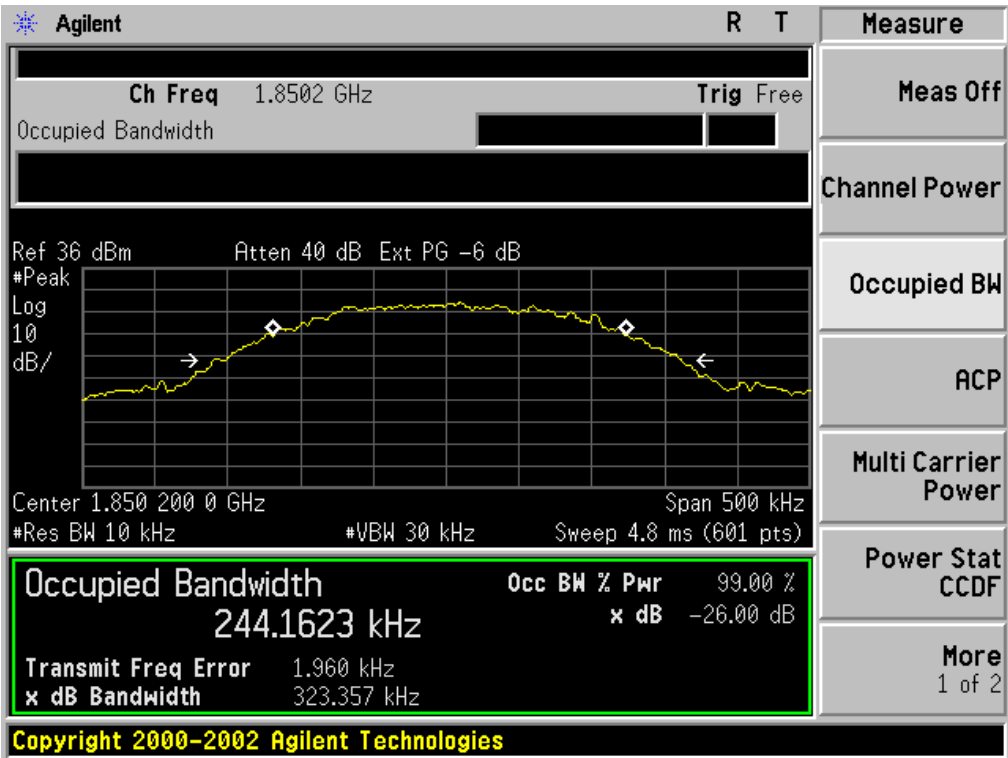 Agilent R T
Ch Freq 1.8502 GHz Trig Free
Occupied Bandwidth
Ref 36 dBm Atten 40 dB Ext PG -6 dB
#Peak
Log
10
dB/
Center 1.850 200 0 GHz Span 500 kHz
#Res BW 10 kHz #VBW 30 kHz Sweep 4.8 ms (601 pts)
Occupied Bandwidth Occ BW % Pwr 99.00 %
244.1623 kHz x dB -26.00 dB
Transmit Freq Error 1.960 kHz
x dB Bandwidth 323.357 kHz
Copyright 2000-2002 Agilent Technologies
Measure
Meas Off
Channel Power
Occupied BW
ACP
Multi Carrier
Power
Power Stat
CCDF
More
1 of 2